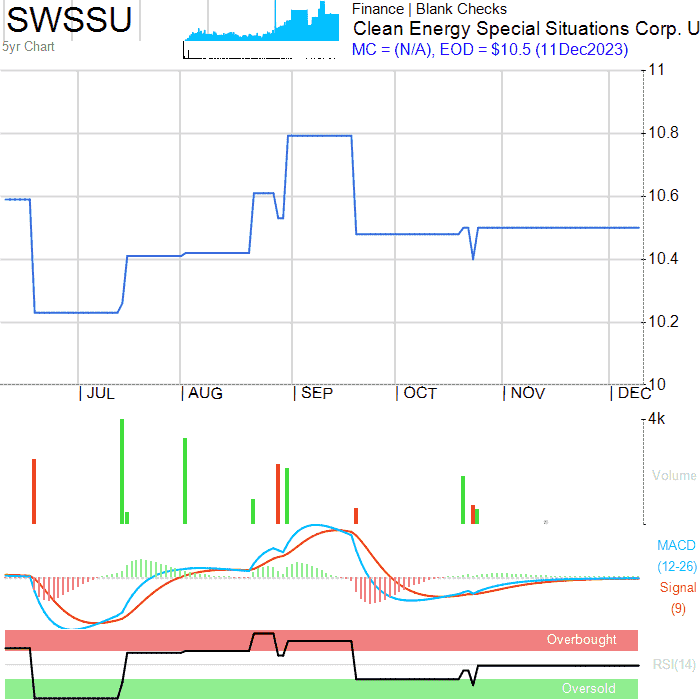 SWSSU
5yr Chart
Finance | Blank Checks
Clean Energy Special Situations Corp. U
MC = (N/A), EOD = $10.5 (11Dec2023)
11
10.8
10.6
10.4
10.2
10
| JUL | AUG | SEP | OCT | NOV | DEC
4k
Volume
MACD
(12-26)
Signal
(9)
Overbought
RSI(14)
Oversold